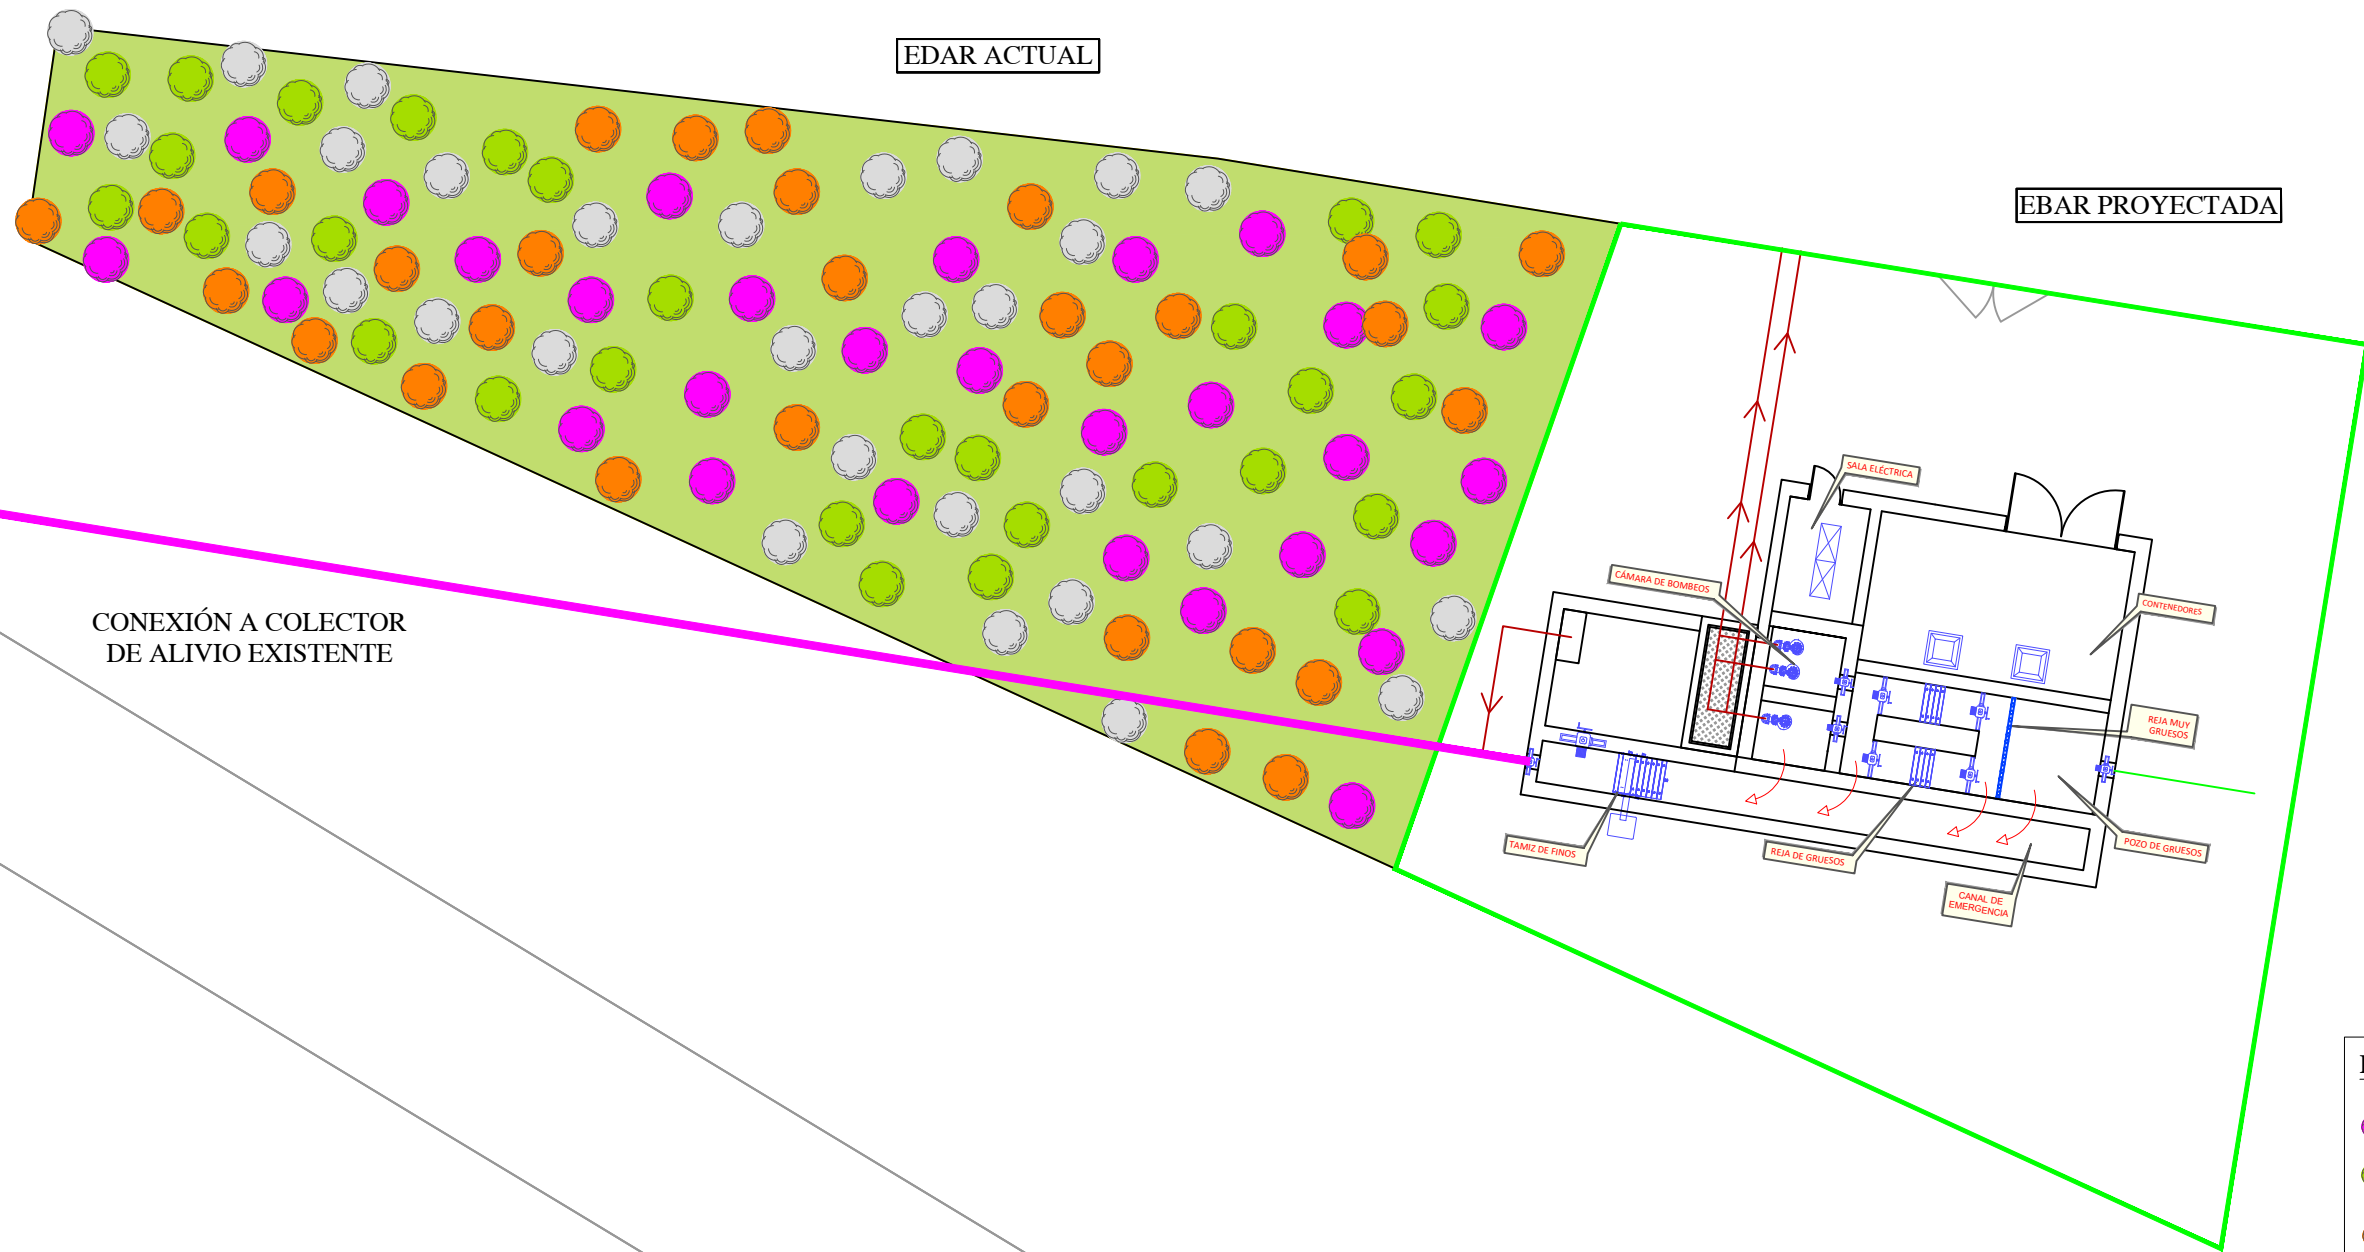 EDAR ACTUAL
EBAR PROYECTADA
SALA ELÉCTRICA
CÁMARA DE BOMBEOS
CONTENEDORES
CONEXIÓN A COLECTOR
DE ALIVIO EXISTENTE
REJA MUY
GRUESOS
TAMIZ DE FINOS
REJA DE GRUESOS
POZO DE GRUESOS
CANAL DE
EMERGENCIA